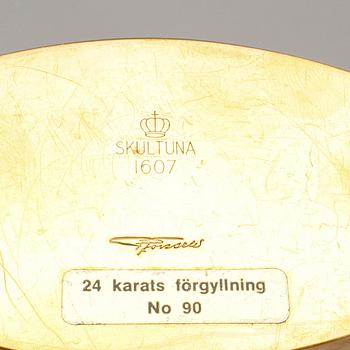 SKULTUNA
1607
24 karats förgyllning
No 90